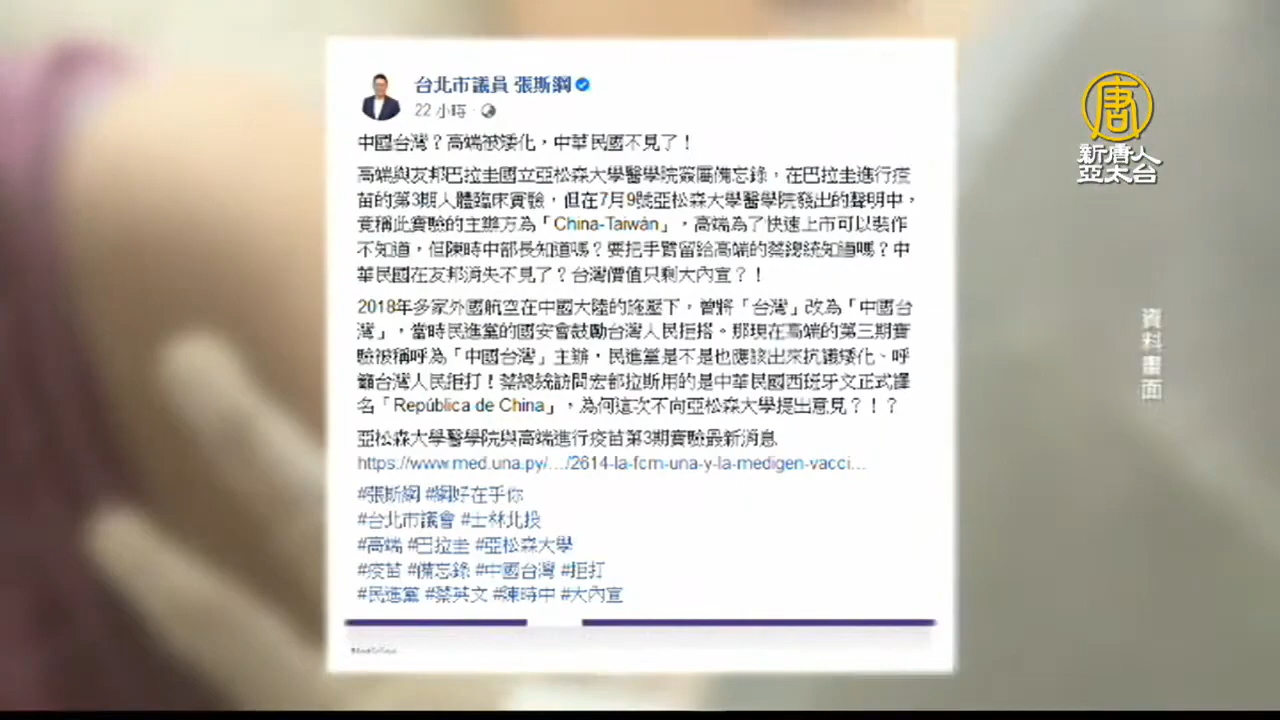 台北市議員 張斯綱
22 小時
中國台灣？高端被矮化，中華民國不見了！
高端與友邦巴拉圭國立亞松森大學醫學院簽屬備忘錄，在巴拉圭進行疫
苗的第3期人體臨床實驗，但在7月9號亞松森大學醫學院發出的聲明中，
竟稱此實驗的主辦方為「China-Taiwán」，高端為了快速上市可以裝作
不知道，但陳時中部長知道嗎？要把手臂留給高端的蔡總統知道嗎？中
華民國在友邦消失不見了？台灣價值只剩大內宣？！
2018年多家外國航空在中國大陸的施壓下，曾將「台灣」改為「中國台
灣」，當時民進黨的國安會鼓勵台灣人民拒搭。那現在高端的第三期實
驗被稱呼為「中國台灣」主辦，民進黨是不是也應該出來抗議矮化、呼
籲台灣人民拒打！蔡總統訪問宏都拉斯用的是中華民國西班牙文正式譯
名「República de China」，為何這次不向亞松森大學提出意見？！？
亞松森大學醫學院與高端進行疫苗第3期實驗最新消息
https://www.med.una.py/…/2614-la-fcm-una-y-la-medigen-vacci...
#張斯綱 #綱好在乎你
#台北市議會 #士林北投
#高端 #巴拉圭 #亞松森大學
#疫苗 #備忘錄 #中國台灣 #拒打
#民進黨 #蔡英文 #陳時中 #大內宣
唐
新唐人
亞太台
資料畫面